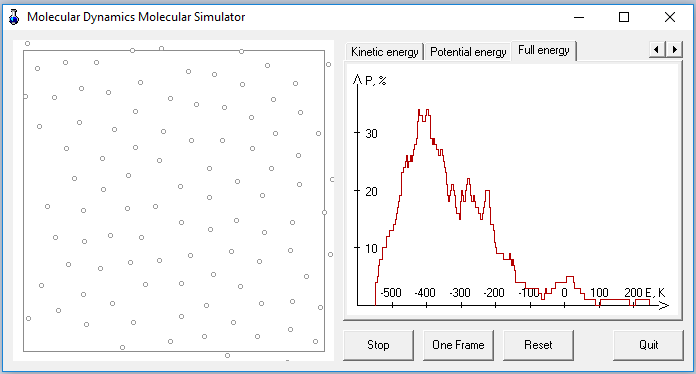 Molecular Dynamics Molecular Simulator
Kinetic energy Potential energy Full energy
P, %
30
20
10
-500 -400 -300 -200 -100 0 100 200 E, K
Stop One Frame Reset Quit